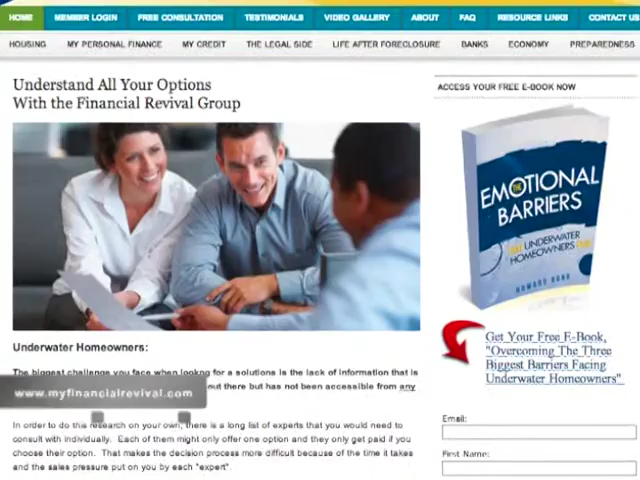 HOME MEMBER LOGIN FREE CONSULTATION TESTIMONIALS VIDEO GALLERY ABOUT FAQ RESOURCE LINKS CONTACT US
HOUSING MY PERSONAL FINANCE MY CREDIT THE LEGAL SIDE LIFE AFTER FORECLOSURE BANKS ECONOMY PREPAREDNESS
Understand All Your Options
With the Financial Revival Group
ACCESS YOUR FREE E-BOOK NOW
THE
EMOTIONAL
BARRIERS
UNDERWATER
HOMEOWNERS
HOWARD
Get Your Free E-Book,
"Overcoming The Three
Biggest Barriers Facing
Underwater Homeowners"
Underwater Homeowners:
The biggest challenge you face when lookng for a solutions is the lack of information that is
out there but has not been accessible from any
www.myfinancialrevival.com
In order to do this research on your own, there is a long list of experts that you would need to
consult with individually. Each of them might only offer one option and they only get paid if you
choose their option. That makes the decision process more difficult because of the time it takes
and the sales pressure put on you by each "expert"
Email:
First Name: